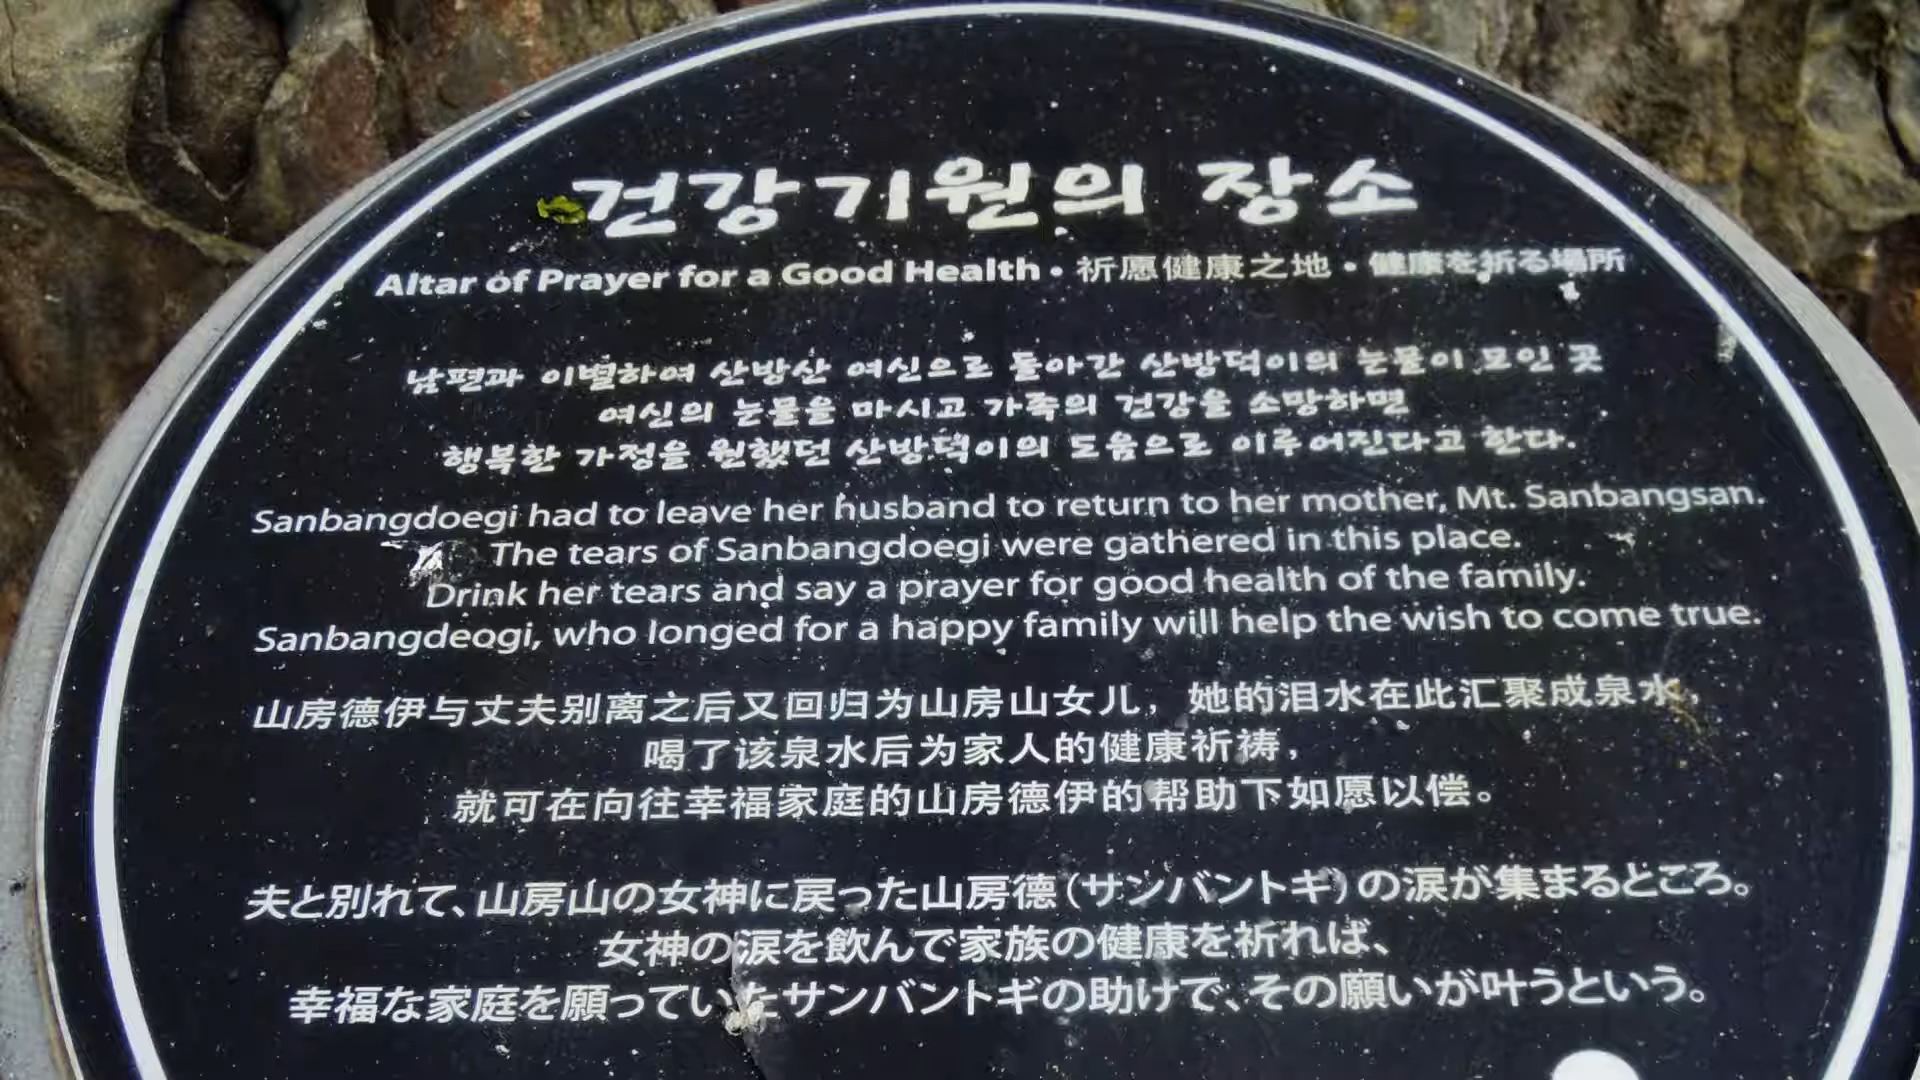 건강기원의 장소
Altar of Prayer for a Good Health • 祈愿健康之地 • 健康を祈る場所
남편과 이별하여 산방산 여신으로 돌아간 산방덕이의 눈물이 모인 곳
여신의 눈물을 마시고 가족의 건강을 소망하면
행복한 가정을 원했던 산방덕이의 도움으로 이루어진다고 한다.
Sanbangdoegi had to leave her husband to return to her mother, Mt. Sanbangsan.
The tears of Sanbangdoegi were gathered in this place.
Drink her tears and say a prayer for good health of the family.
Sanbangdeogi, who longed for a happy family will help the wish to come true.
山房德伊与丈夫别离之后又回归为山房山女儿，她的泪水在此汇聚成泉水，
喝了该泉水后为家人的健康祈祷，
就可在向往幸福家庭的山房德伊的帮助下如愿以偿。
夫と別れて、山房山の女神に戻った山房徳（サンバントギ）の涙が集まるところ。
女神の涙を飲んで家族の健康を祈れば、
幸福な家庭を願っていたサンバントギの助けで、その願いが叶うという。